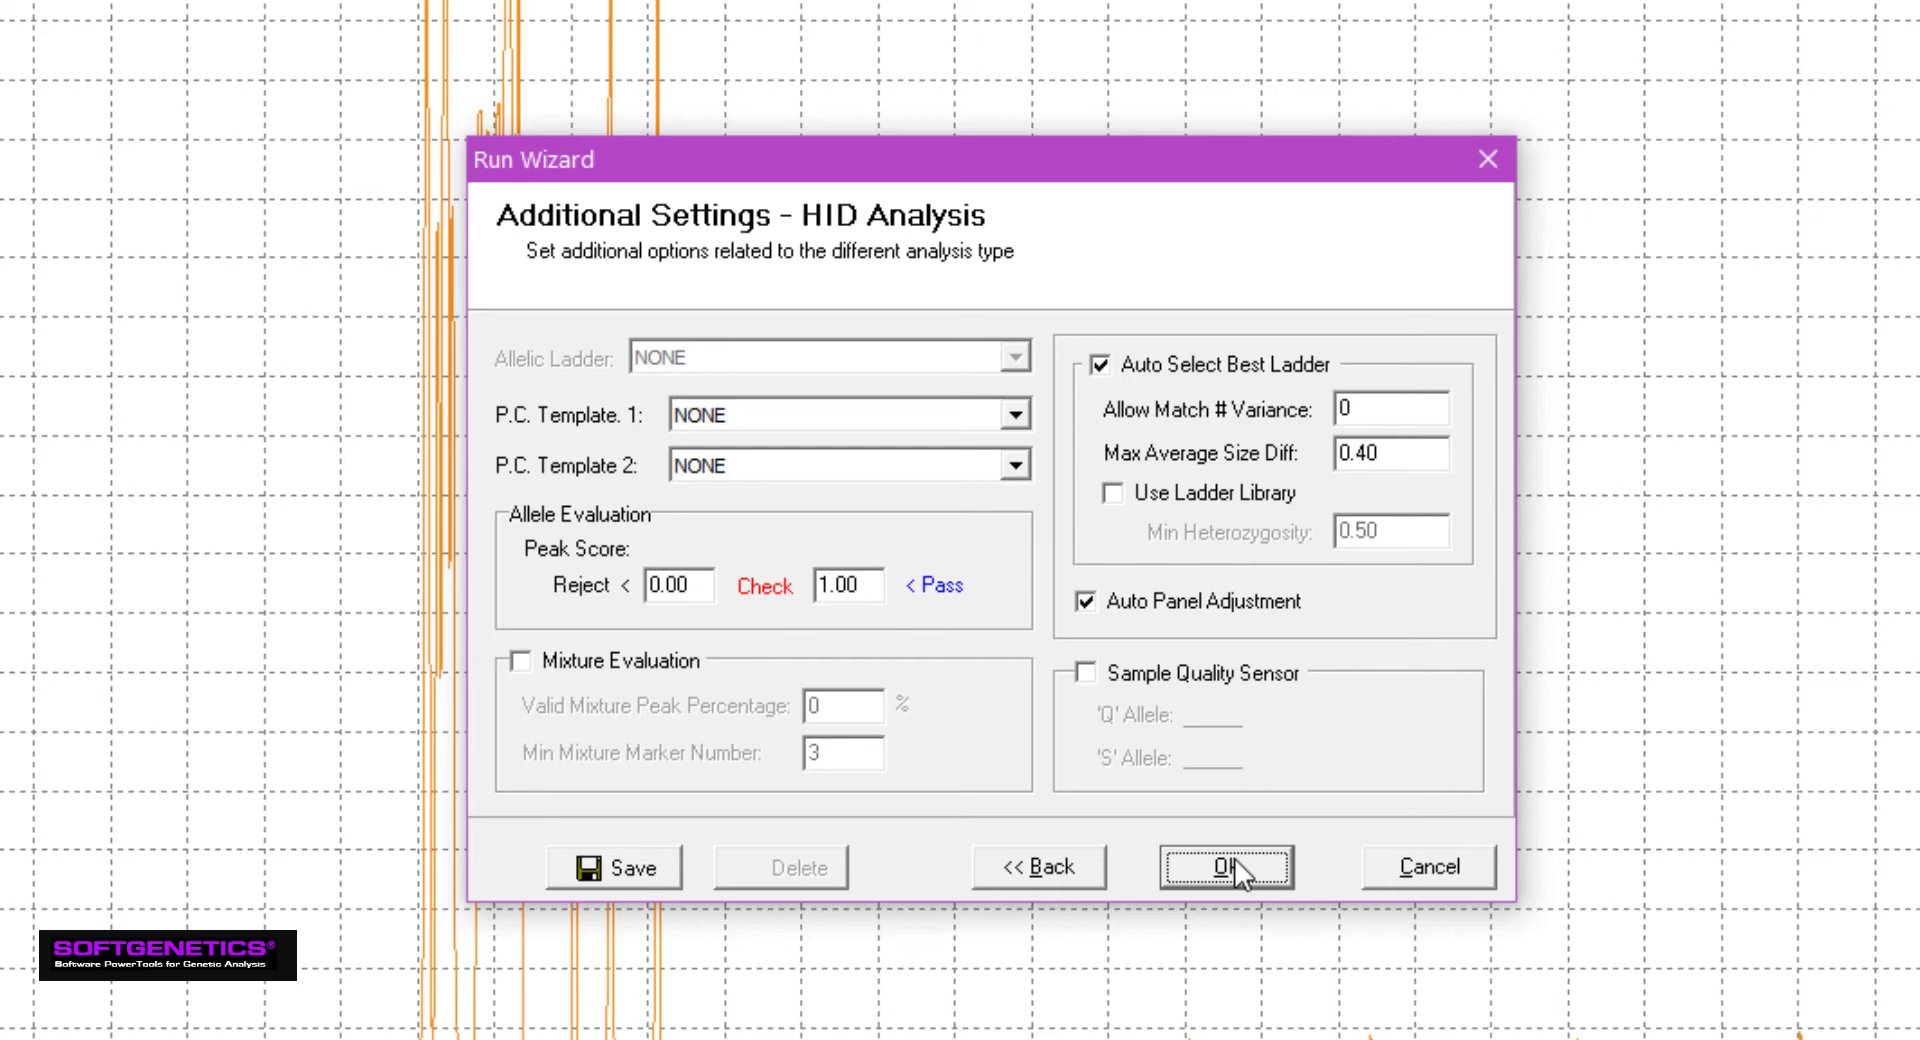 Run Wizard
Additional Settings - HID Analysis
Set additional options related to the different analysis type
Allelic Ladder: NONE
P.C. Template. 1: NONE
P.C. Template 2: NONE
Allele Evaluation
Peak Score:
Reject < 0.00 Check 1.00 < Pass
Mixture Evaluation
Valid Mixture Peak Percentage: 0 %
Min Mixture Marker Number: 3
Auto Select Best Ladder
Allow Match # Variance: 0
Max Average Size Diff: 0.40
Use Ladder Library
Min Heterozygosity: 0.50
Auto Panel Adjustment
Sample Quality Sensor
'Q' Allele:
'S' Allele:
Save Delete << Back OK Cancel
SOFTGENETICS®
Software PowerTools for Genetic Analysis